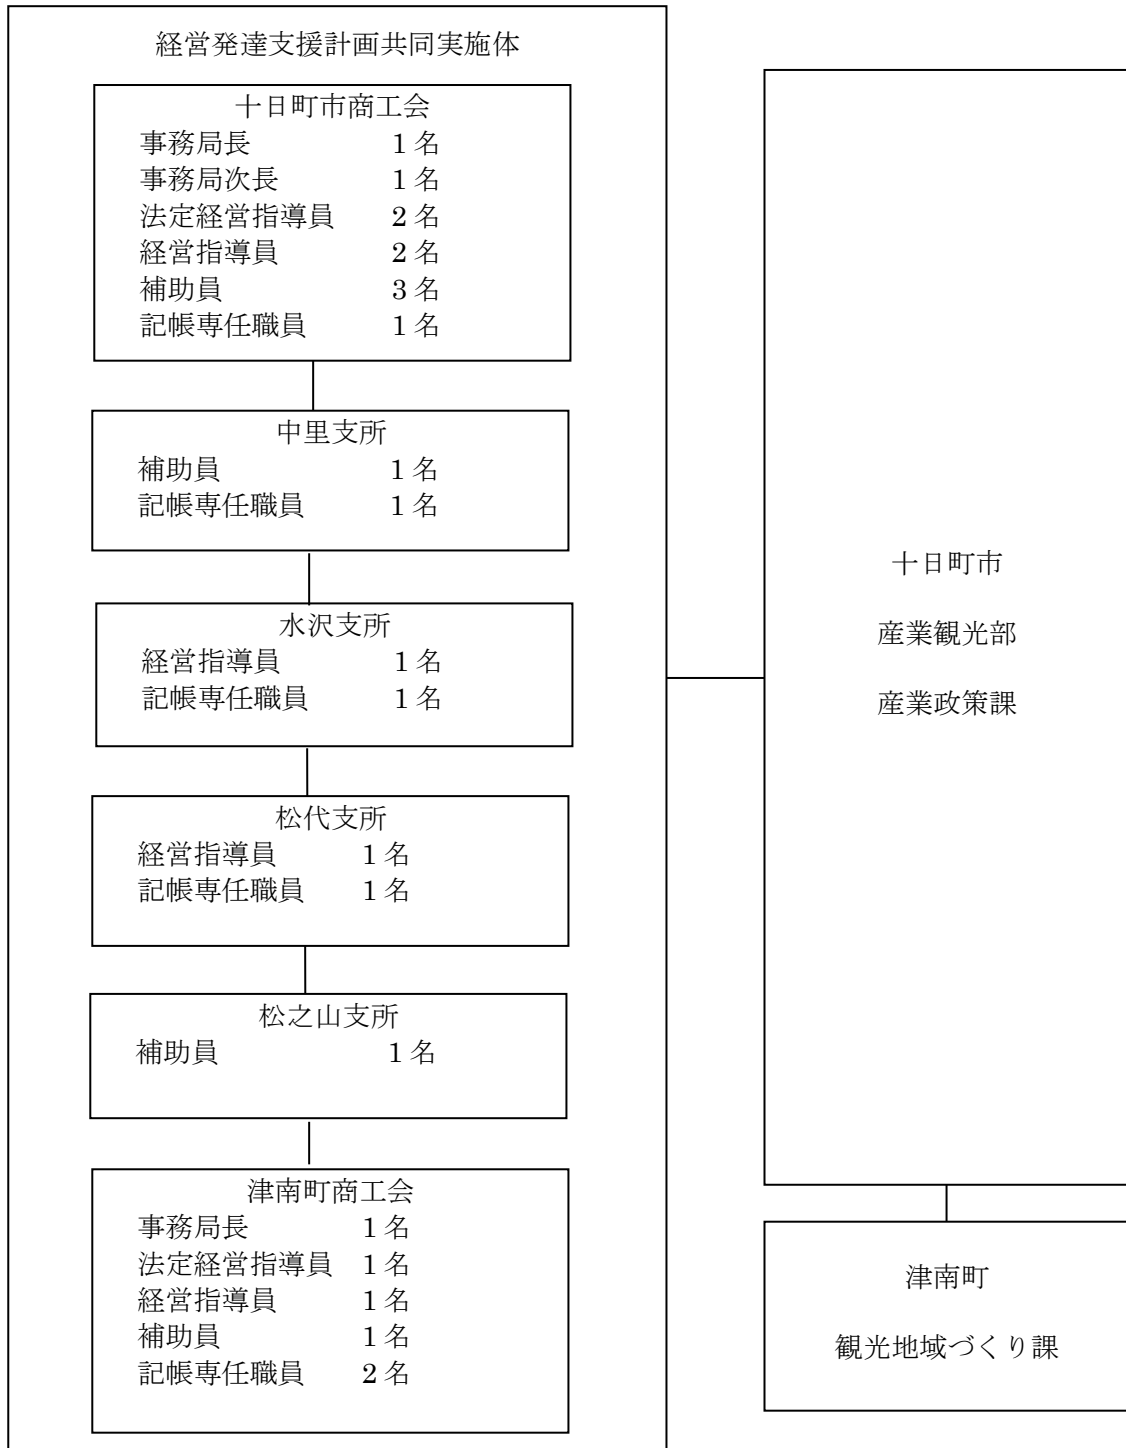 経営発達支援計画共同実施体
十日町市商工会
事務局長 1名
事務局次長 1名
法定経営指導員 2名
経営指導員 2名
補助員 3名
記帳専任職員 1名
中里支所
補助員 1名
記帳専任職員 1名
水沢支所
経営指導員 1名
記帳専任職員 1名
松代支所
経営指導員 1名
記帳専任職員 1名
松之山支所
補助員 1名
津南町商工会
事務局長 1名
法定経営指導員 1名
経営指導員 1名
補助員 1名
記帳専任職員 2名
十日町市
産業観光部
産業政策課
津南町
観光地域づくり課